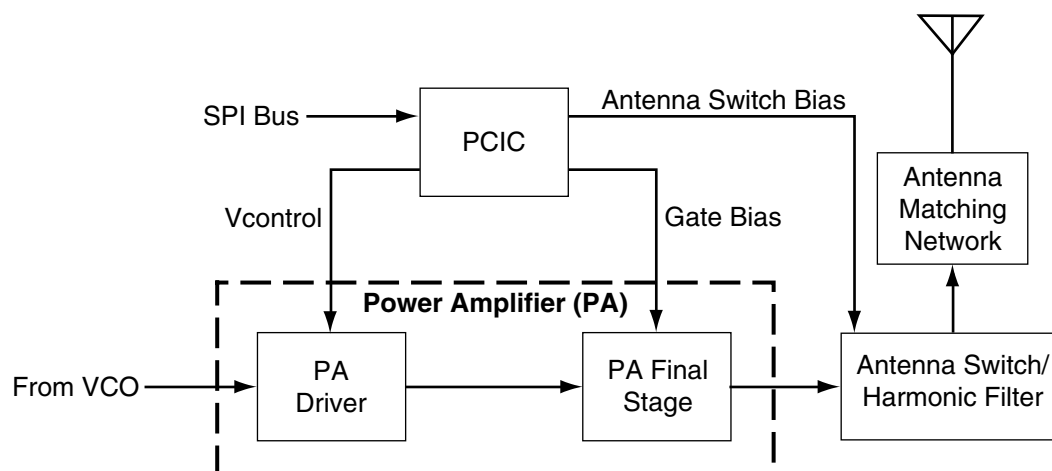 SPI Bus
PCIC
Antenna Switch Bias
Vcontrol
Gate Bias
Antenna
Matching
Network
Power Amplifier (PA)
From VCO
PA
Driver
PA Final
Stage
Antenna Switch/
Harmonic Filter